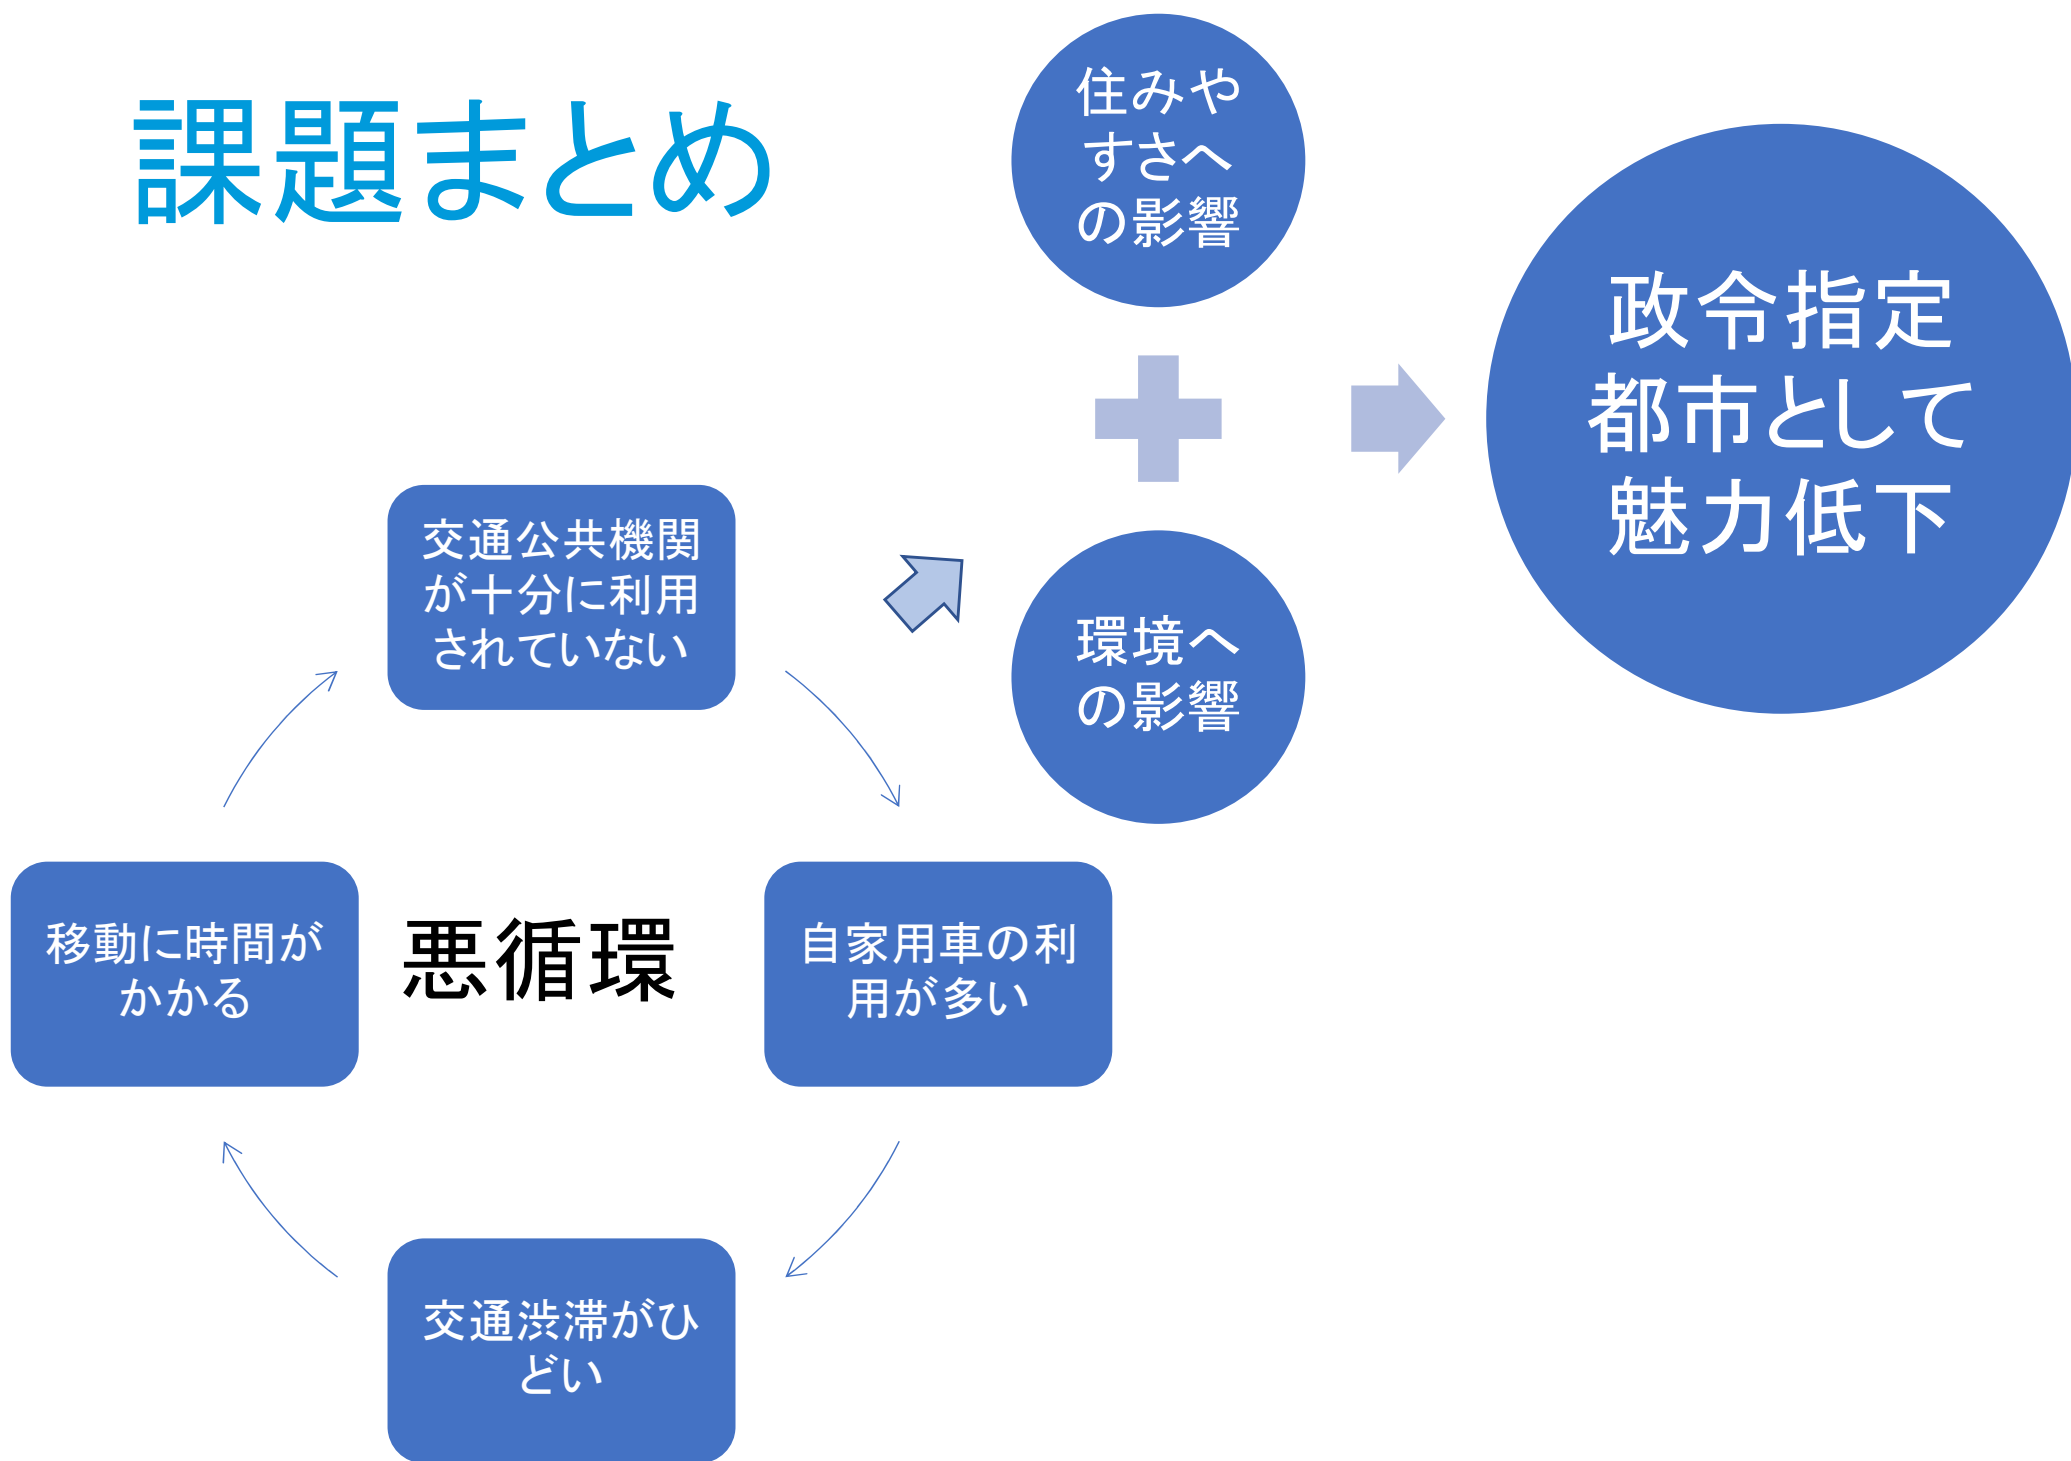 課題まとめ
住みや
すさへ
の影響
環境へ
の影響
政令指定
都市として
魅力低下
交通公共機関
が十分に利用
されていない
自家用車の利
用が多い
交通渋滞がひ
どい
移動に時間が
かかる
悪循環